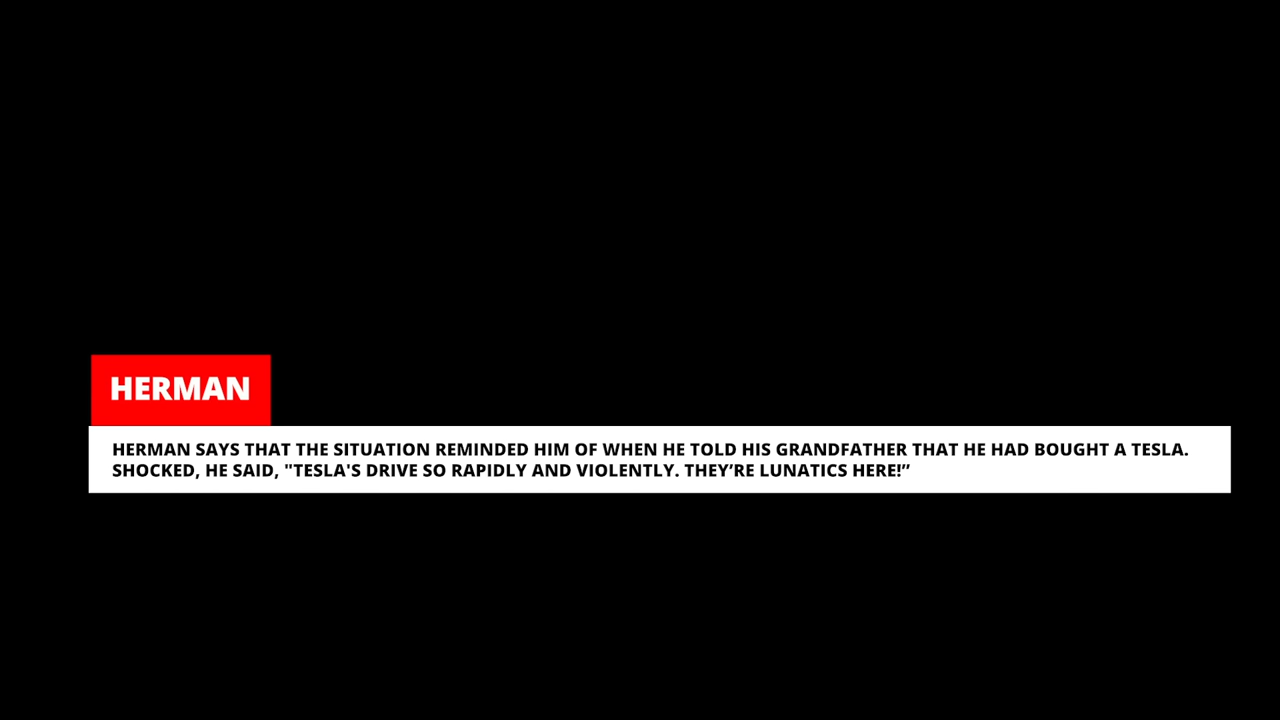 HERMAN
HERMAN SAYS THAT THE SITUATION REMINDED HIM OF WHEN HE TOLD HIS GRANDFATHER THAT HE HAD BOUGHT A TESLA.
SHOCKED, HE SAID, "TESLA'S DRIVE SO RAPIDLY AND VIOLENTLY. THEY’RE LUNATICS HERE!”